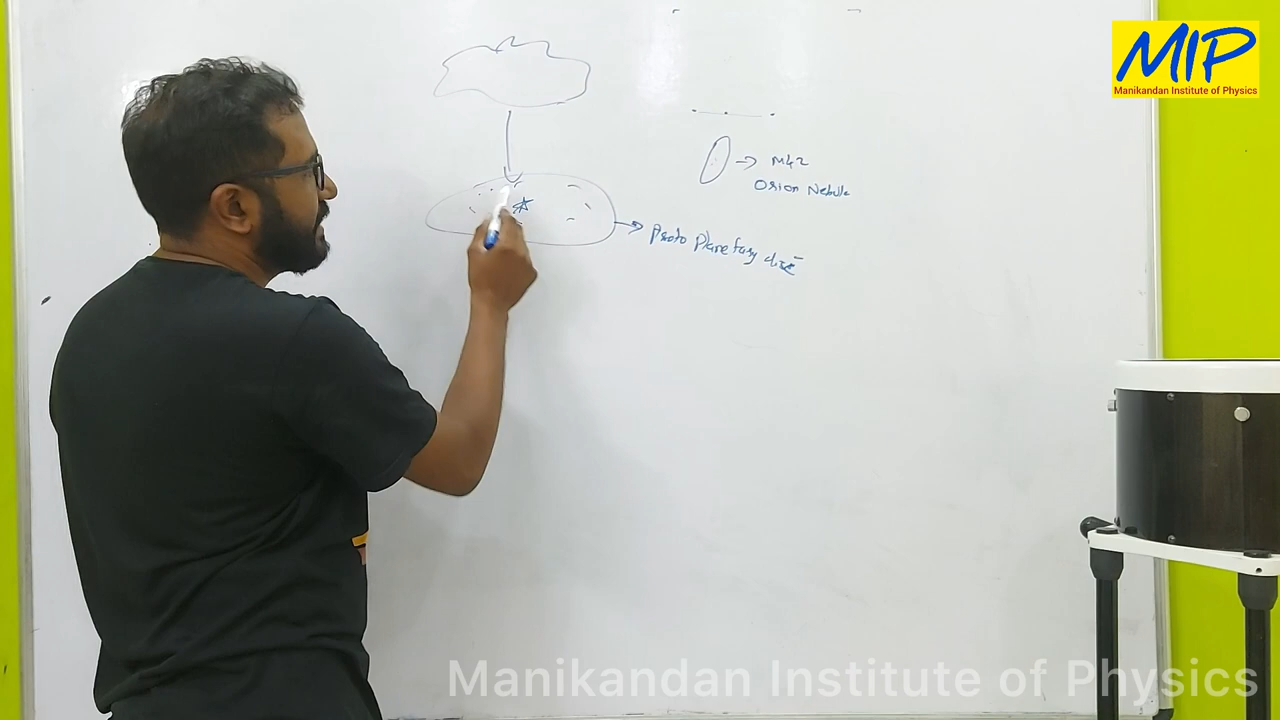 MIP
Manikandan Institute of Physics
M42
Orion Nebula
Proto Planetary disc
Manikandan Institute of Physics